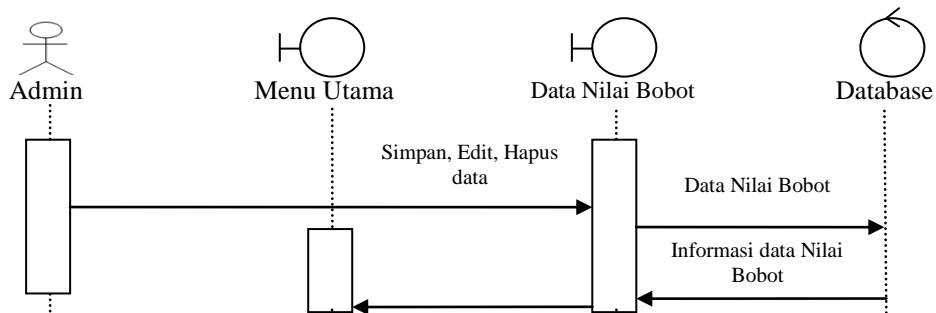 Admin
Menu Utama
Data Nilai Bobot
Database
Simpan, Edit, Hapus
data
Data Nilai Bobot
Informasi data Nilai
Bobot